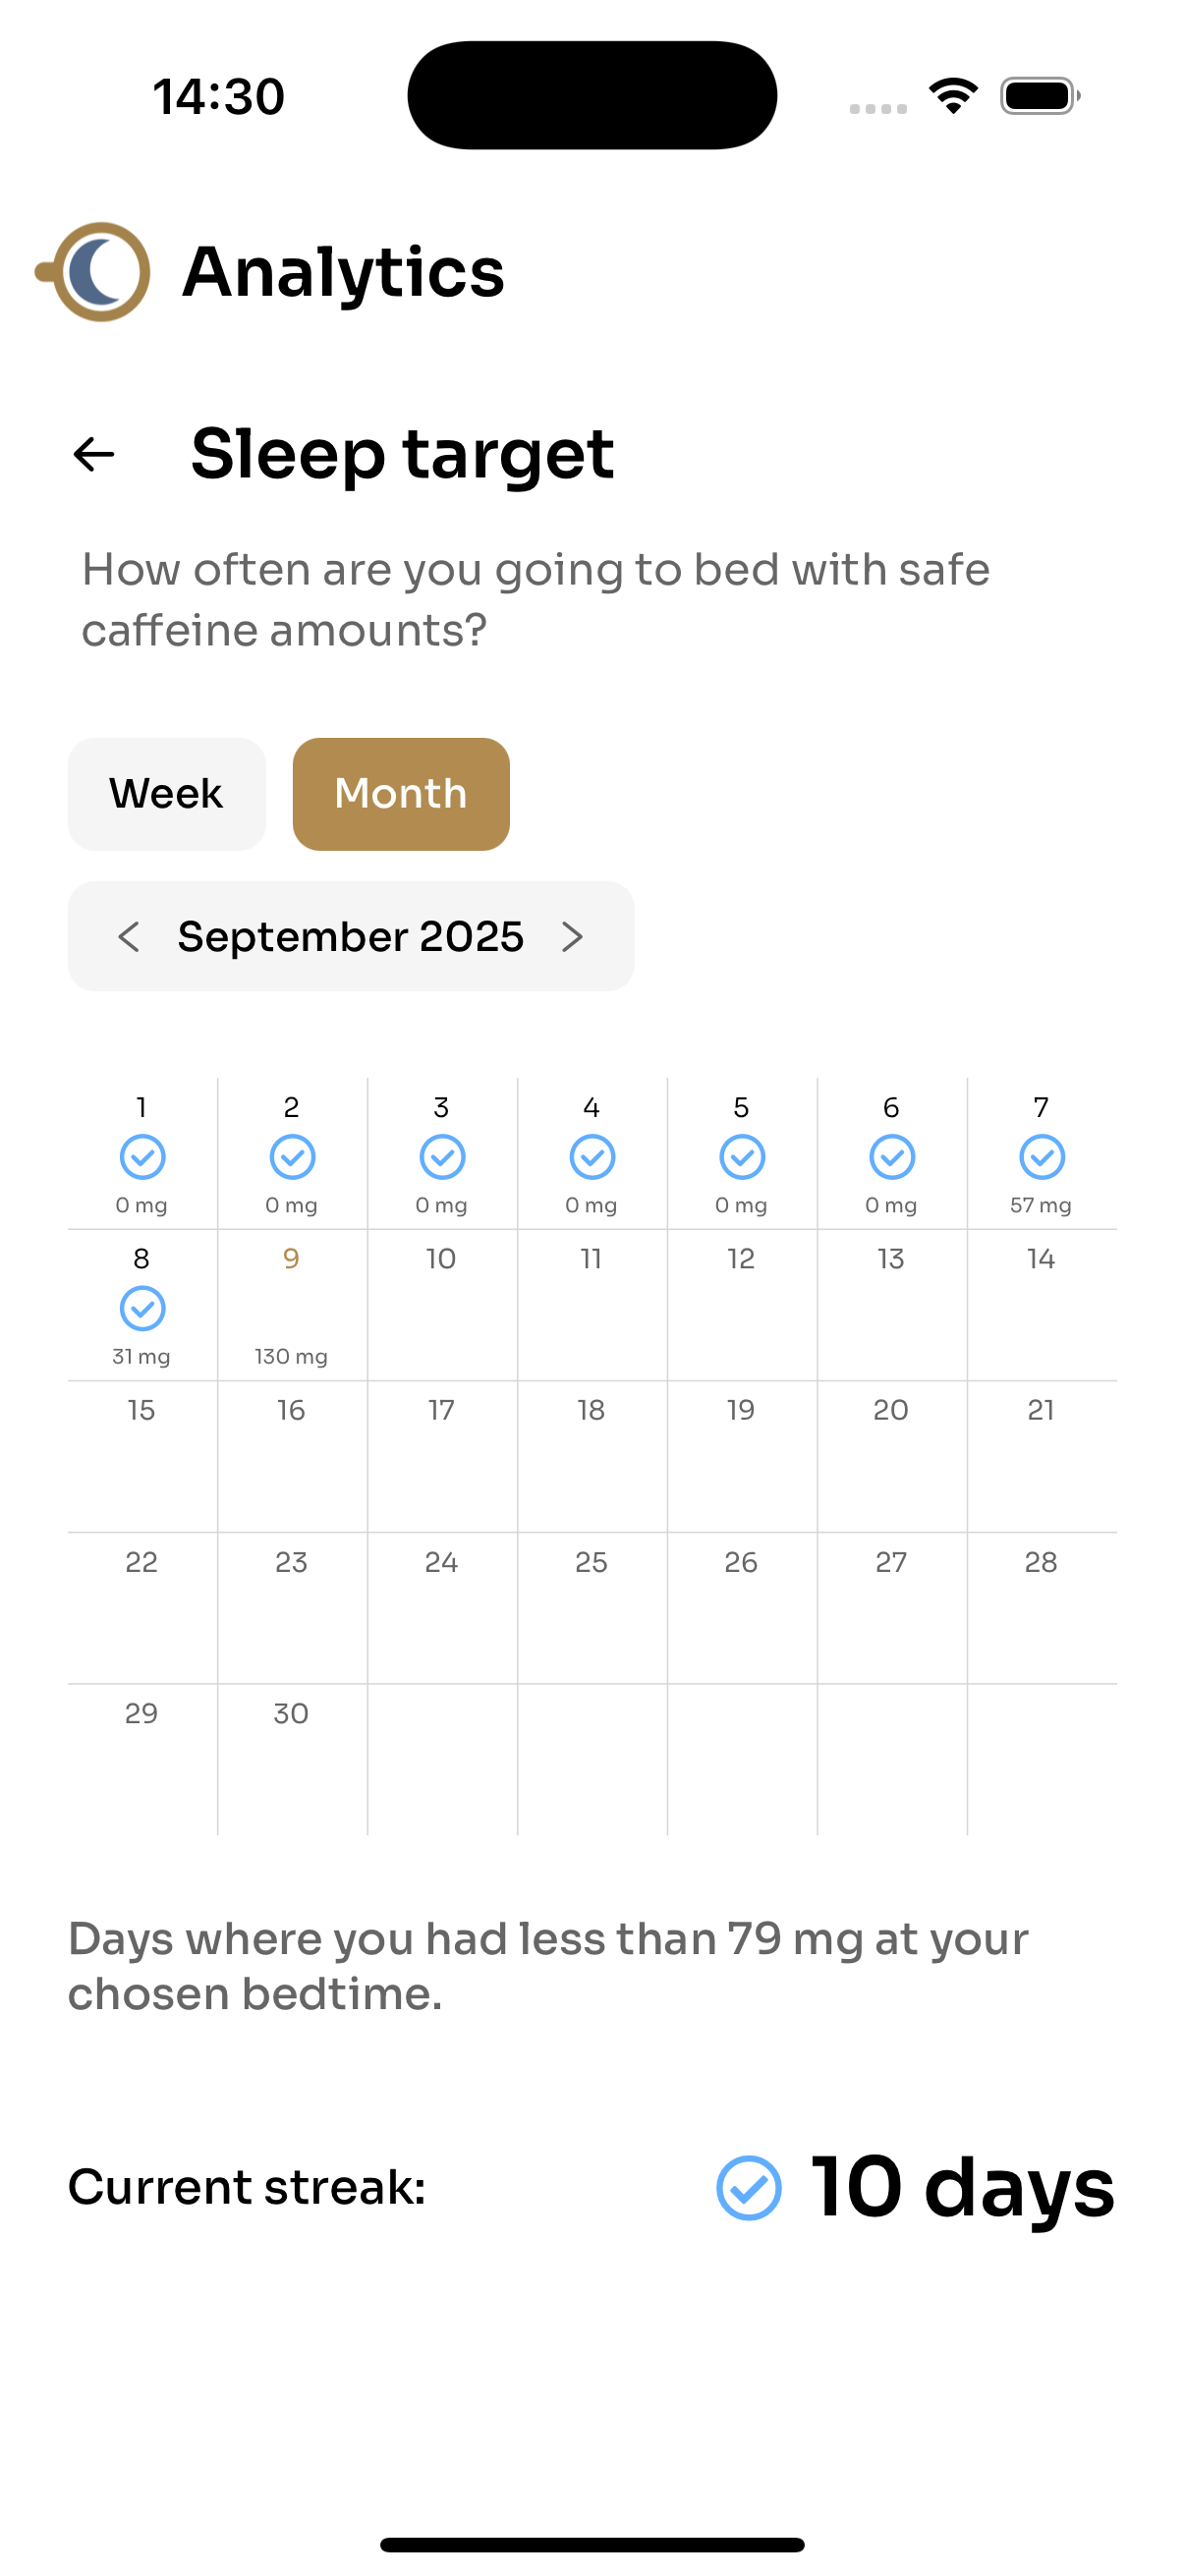 14:30
Analytics
Sleep target
How often are you going to bed with safe
caffeine amounts?
Week Month
September 2025
1 2 3 4 5 6 7
0 mg 0 mg 0 mg 0 mg 0 mg 0 mg 57 mg
8 9 10 11 12 13 14
31 mg 130 mg
15 16 17 18 19 20 21
22 23 24 25 26 27 28
29 30
Days where you had less than 79 mg at your
chosen bedtime.
Current streak: 10 days